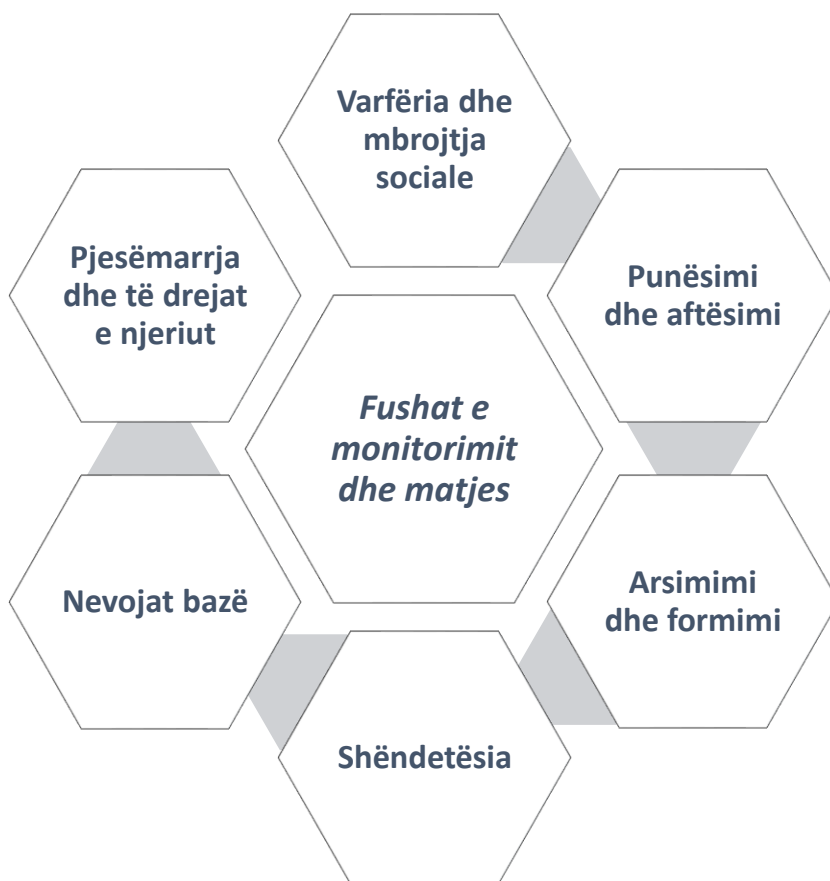 Varfëria dhe
mbrojtja
sociale
Pjesëmarrja
dhe të drejat
e njeriut
Punësimi
dhe aftësimi
Fushat e
monitorimit
dhe matjes
Nevojat bazë
Arsimimi
dhe formimi
Shëndetësia